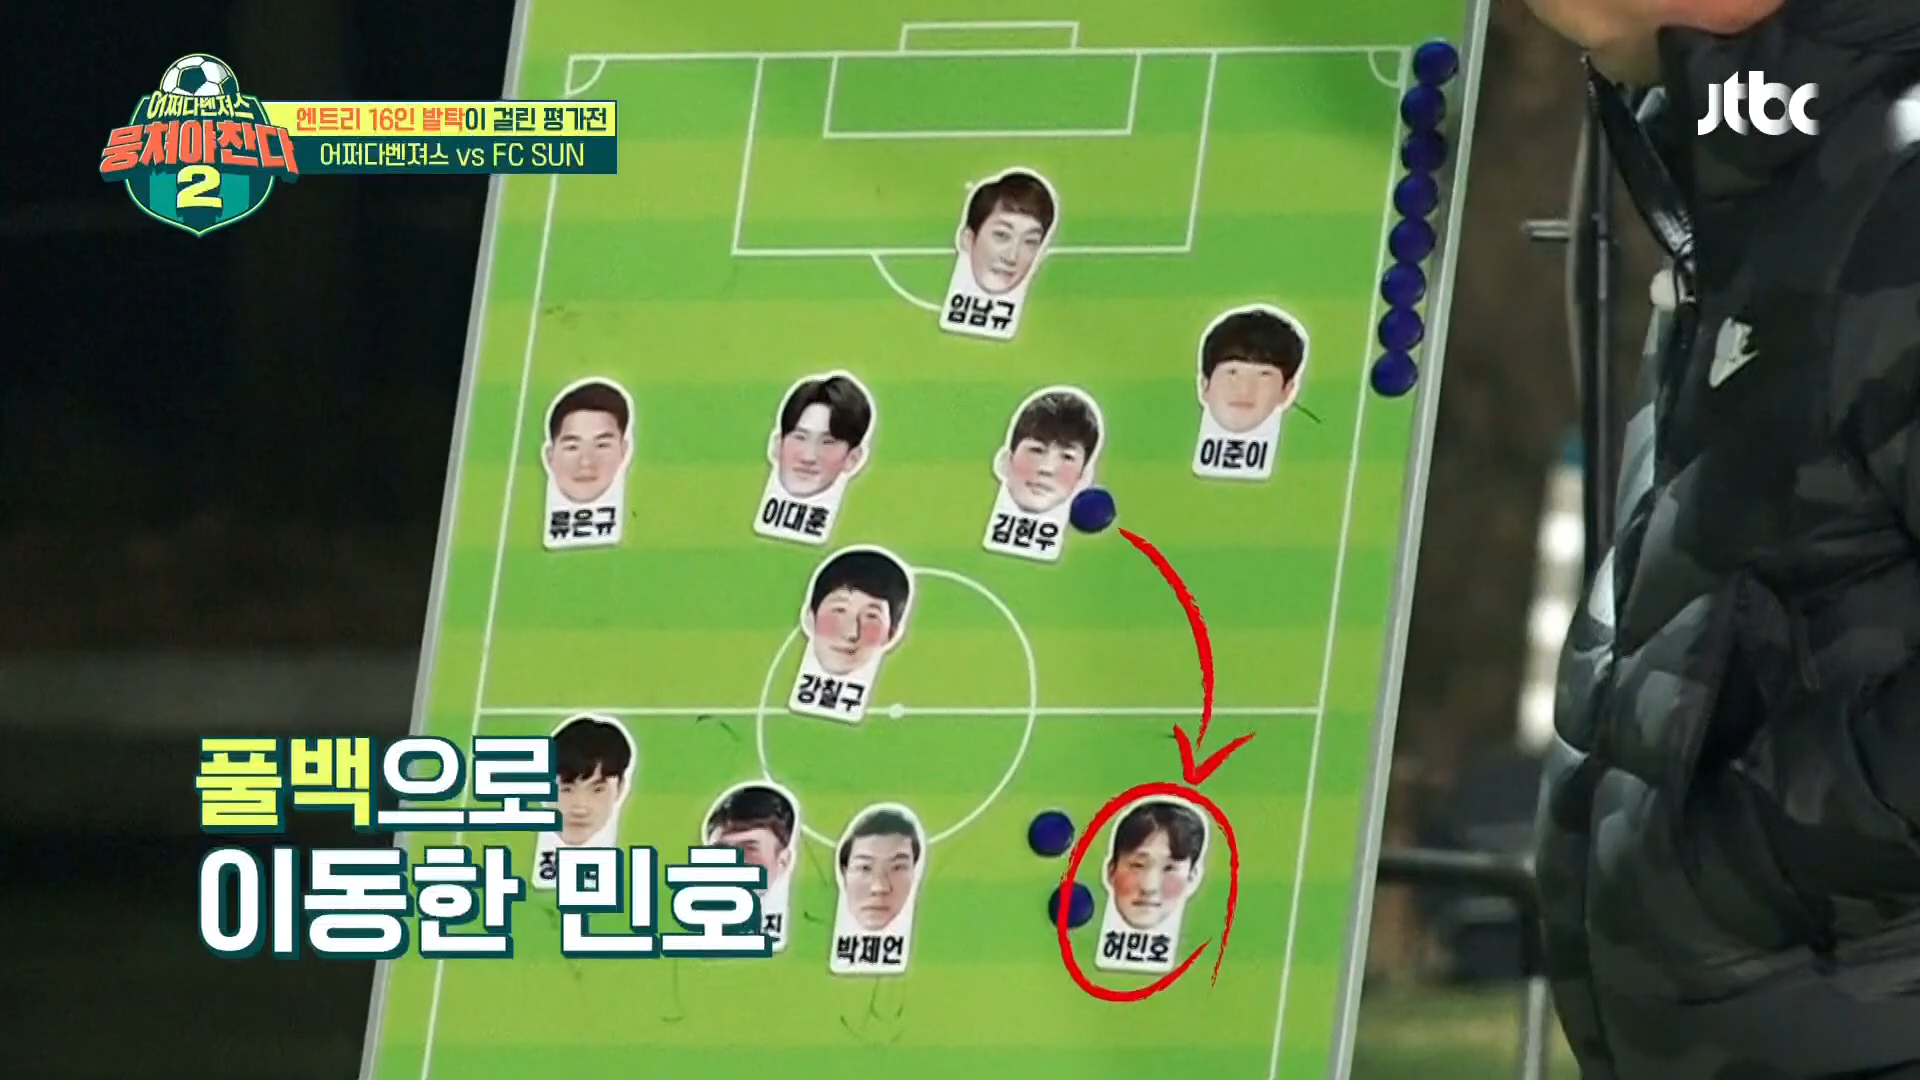 어쩌다벤져스
뭉쳐야찬다
2
엔트리 16인 발탁이 걸린 평가전
어쩌다벤져스 vs FC SUN
jtbc
임남규
이준이
류은규
이대훈
김현우
강칠구
박제언
허민호
풀백으로
이동한 민호